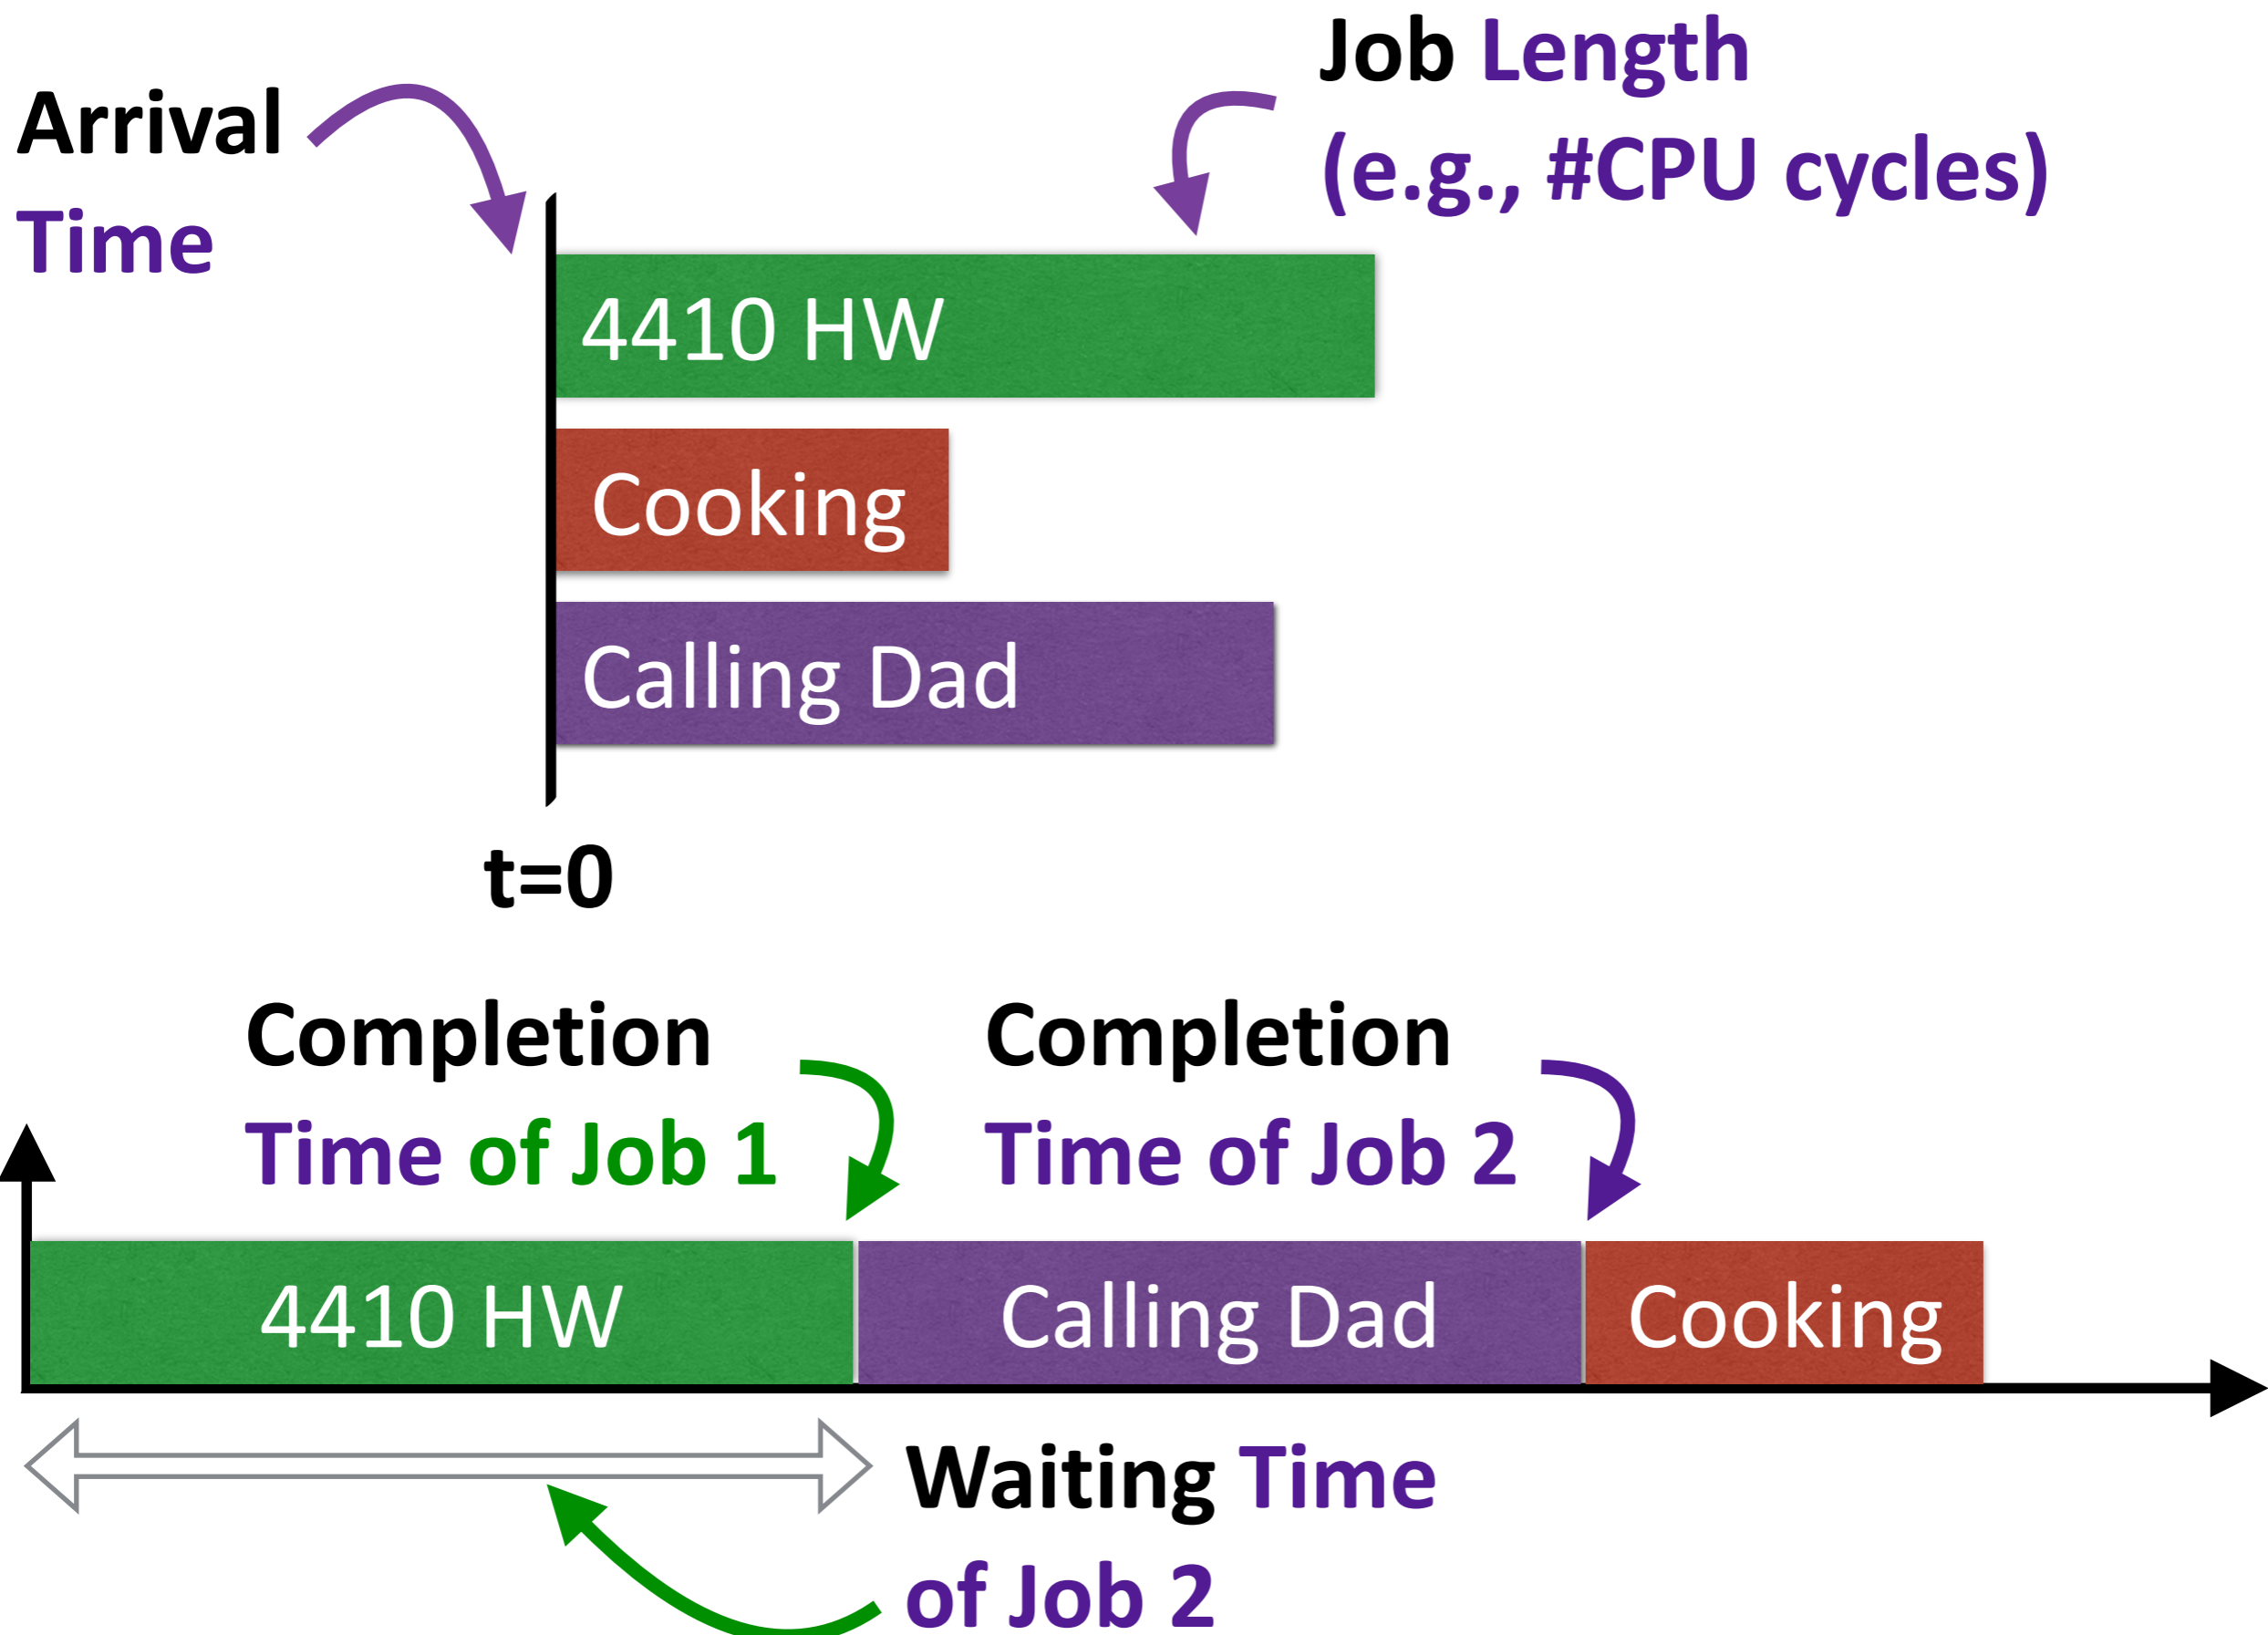 Arrival
Time
Job Length
(e.g., #CPU cycles)
4410 HW
Cooking
Calling Dad
t=0
Completion
Time of Job 1
Completion
Time of Job 2
4410 HW
Calling Dad
Cooking
Waiting Time
of Job 2